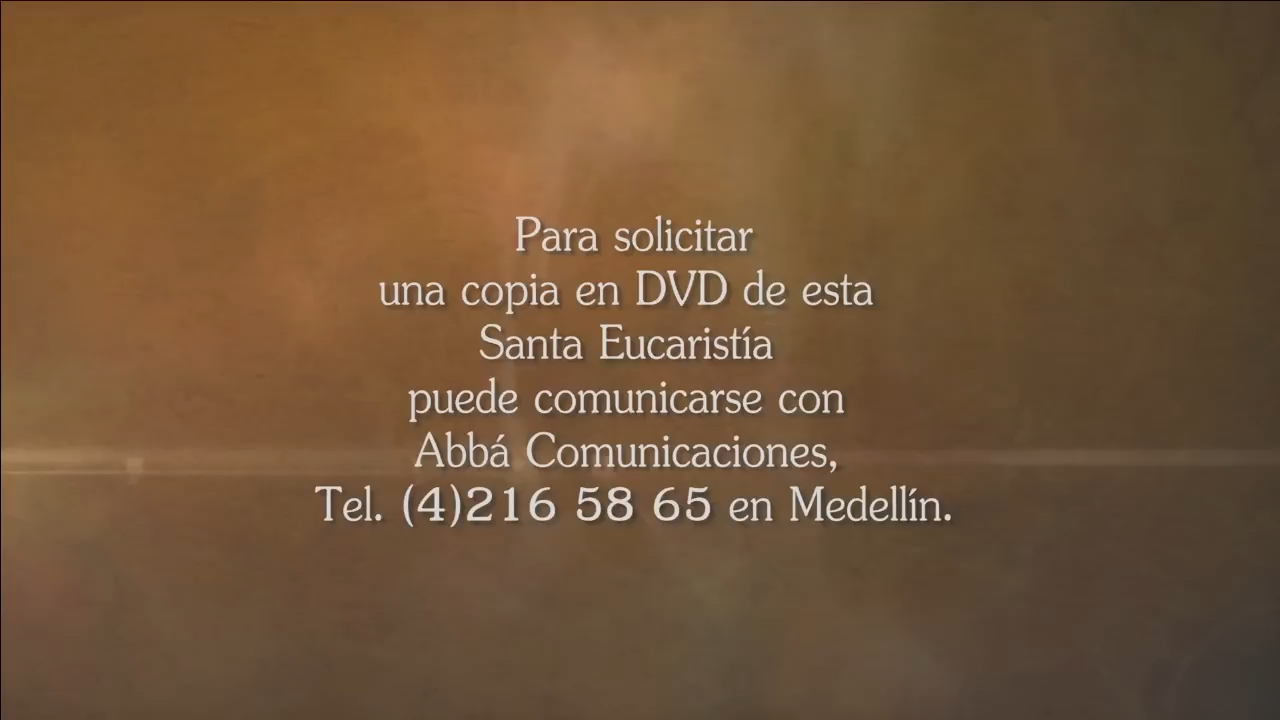 Para solicitar
una copia en DVD de esta
Santa Eucaristía
puede comunicarse con
Abbá Comunicaciones,
Tel. (4)216 58 65 en Medellín.